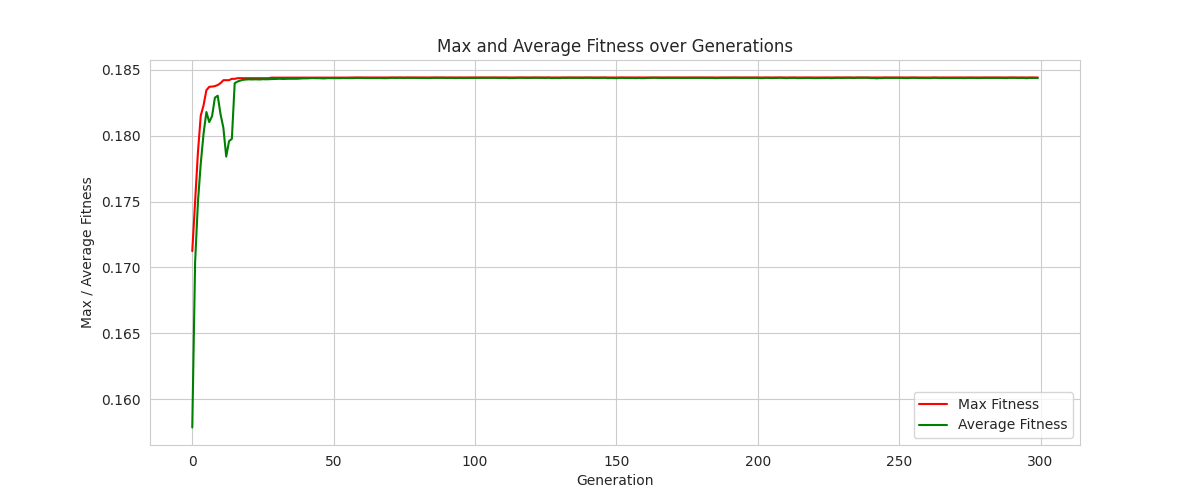 Max and Average Fitness over Generations
Max / Average Fitness
0.185
0.180
0.175
0.170
0.165
0.160
0
50
100
150
200
250
300
Generation
Max Fitness
Average Fitness